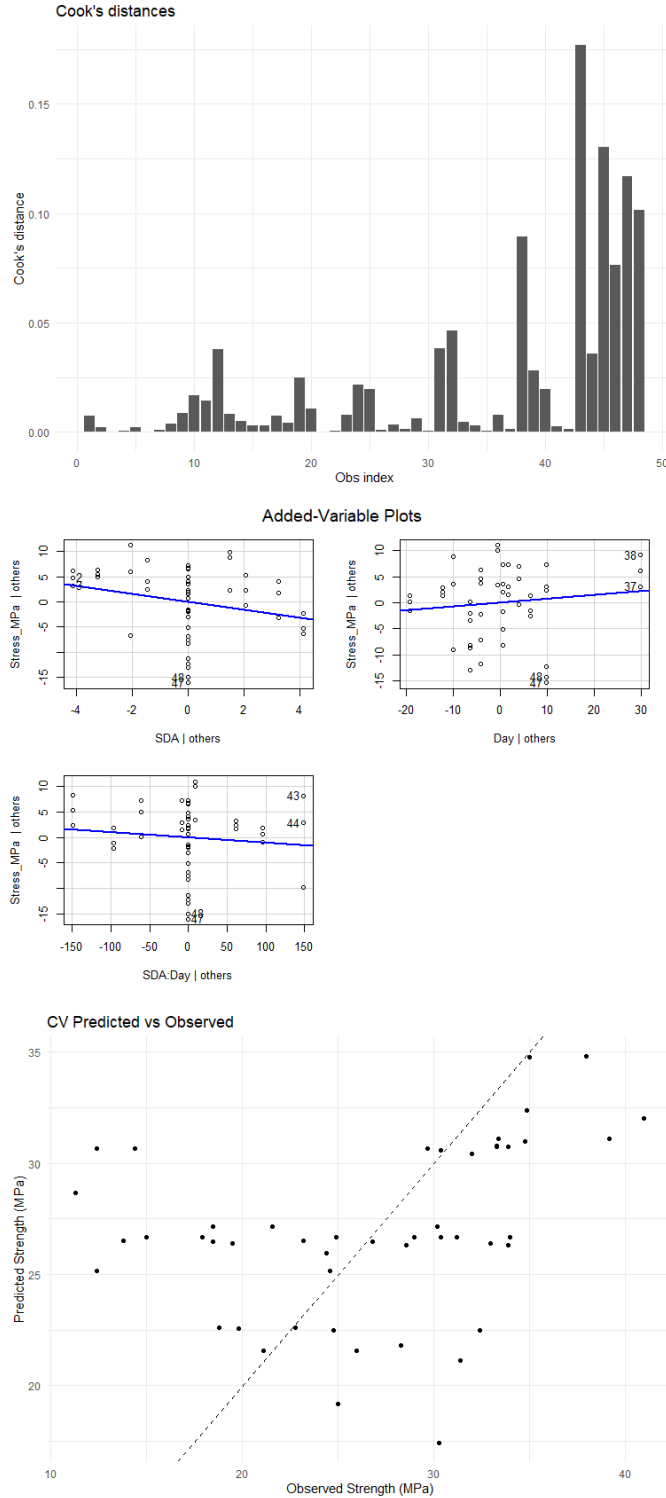 Cook's distances
Cook's distance
0.15
0.10
0.05
0.00
0 10 20 30 40 50
Obs index
Added-Variable Plots
Stress_MPa | others
10
5
0
-5
-15
2
3
48
47
-4 -2 0 2 4
SDA | others
Stress_MPa | others
10
5
0
-5
-15
38
37
48
47
-20 -10 0 10 20 30
Day | others
Stress_MPa | others
10
5
0
-5
-15
43
44
48
47
-150 -100 -50 0 50 100 150
SDA:Day | others
CV Predicted vs Observed
Predicted Strength (MPa)
35
30
25
20
10 20 30 40
Observed Strength (MPa)